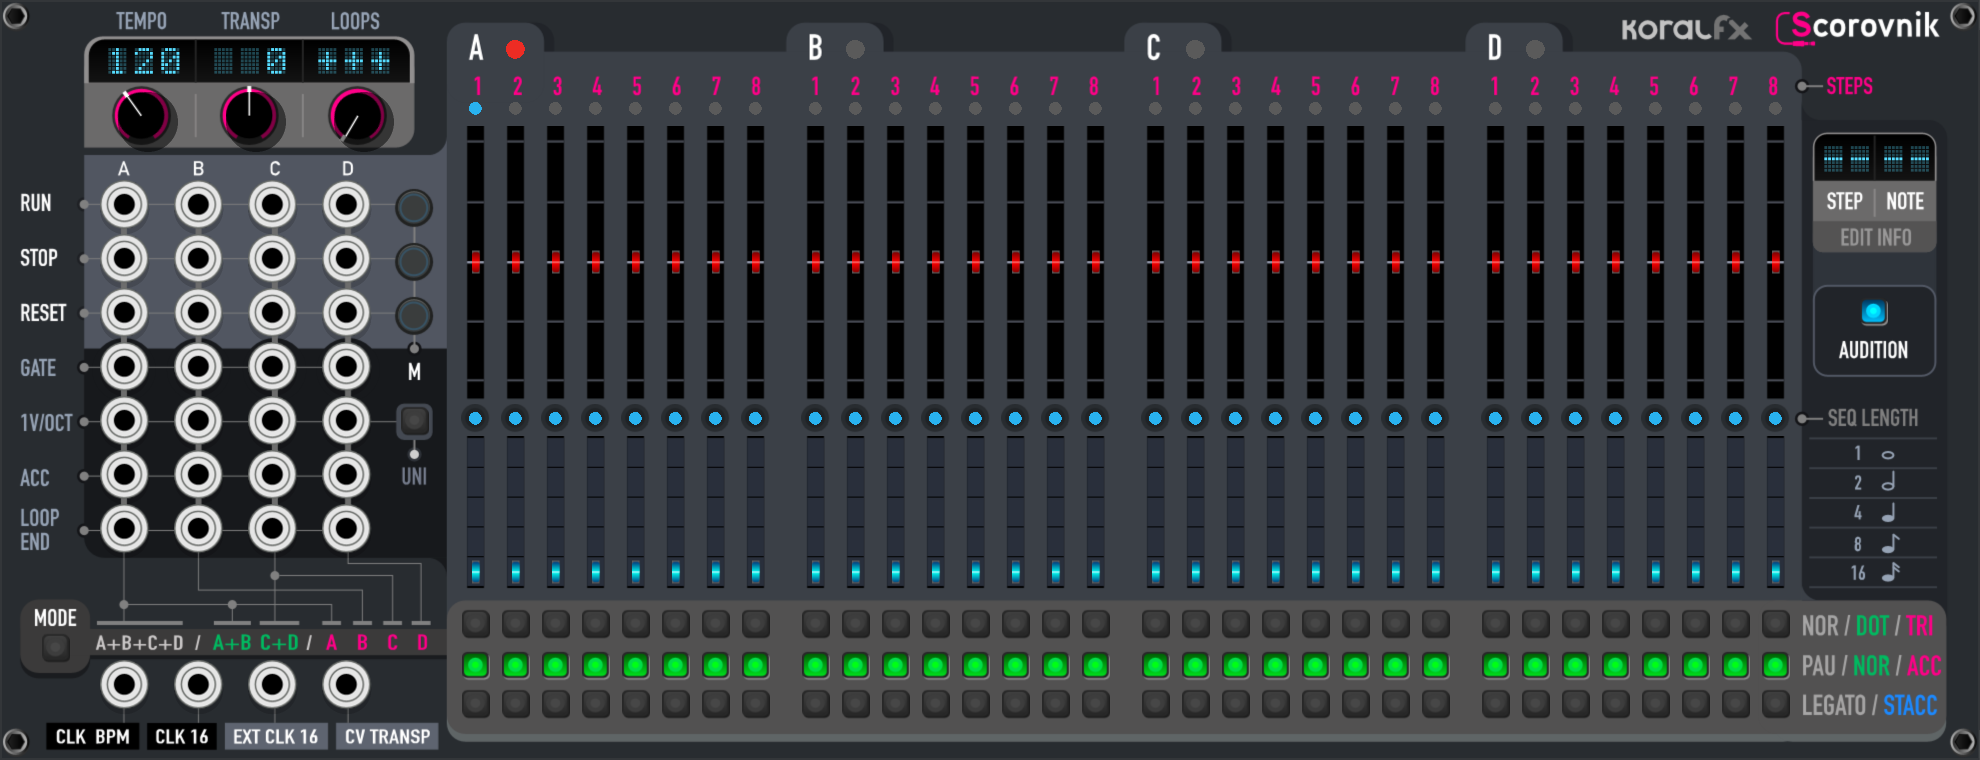 TEMPO TRANSP LOOPS
120 0 +++
A B C D
RUN
STOP
RESET
GATE
M
1V/OCT
UNI
ACC
LOOP
END
MODE
A+B+C+D / A+B C+D / A B C D
CLK BPM CLK 16 EXT CLK 16 CV TRANSP
A B C D
1 2 3 4 5 6 7 8 1 2 3 4 5 6 7 8 1 2 3 4 5 6 7 8 1 2 3 4 5 6 7 8
KORALFX Scorovnik
STEPS
-- --
STEP NOTE
EDIT INFO
AUDITION
SEQ LENGTH
1
2
4
8
16
NOR / DOT / TRI
PAU / NOR / ACC
LEGATO / STACC